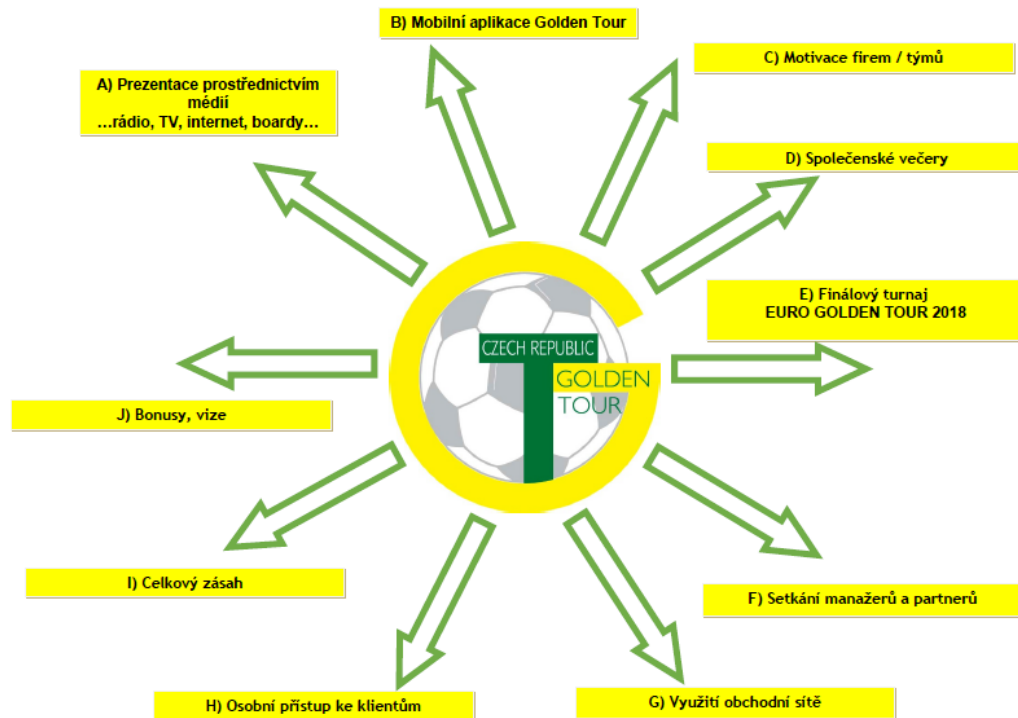 B) Mobilní aplikace Golden Tour
C) Motivace firem / týmů
A) Prezentace prostřednictvím
médií
...rádio, TV, internet, boardy...
D) Společenské večery
E) Finálový turnaj
EURO GOLDEN TOUR 2018
CZECH REPUBLIC
GOLDEN
TOUR
J) Bonusy, vize
I) Celkový zásah
F) Setkání manažerů a partnerů
H) Osobní přístup ke klientům
G) Využití obchodní sítě